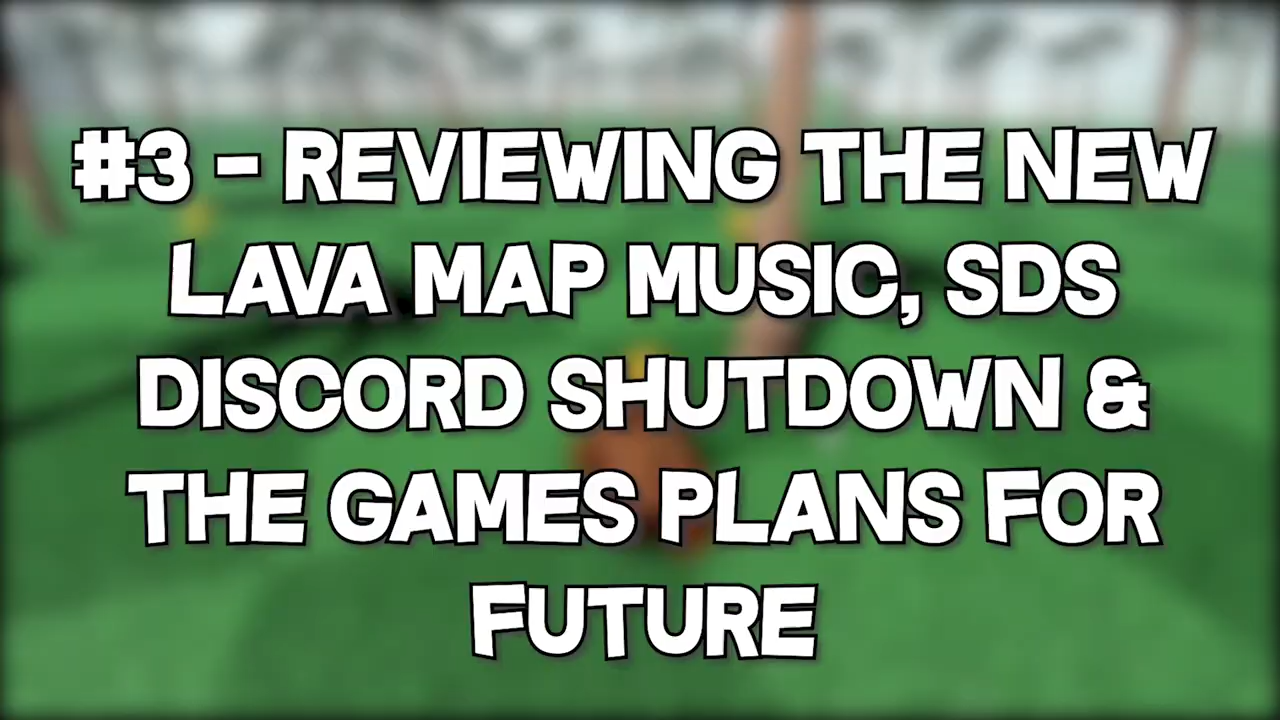 #3 - REVIEWING THE NEW
LAVA MAP MUSIC, SDS
DISCORD SHUTDOWN &
THE GAMES PLANS FOR
FUTURE